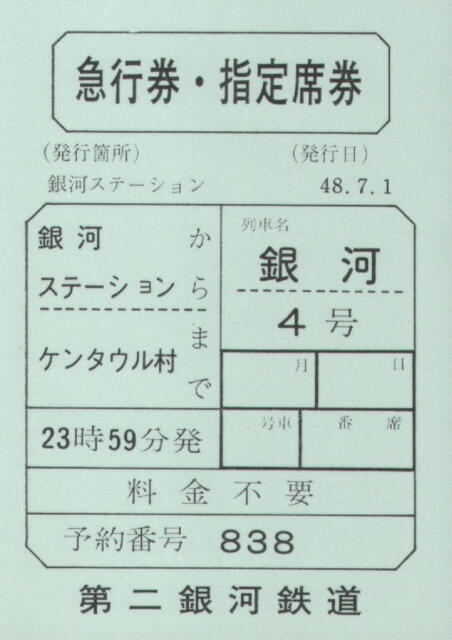 急行券・指定席券
(発行箇所) (発行日)
銀河ステーション 48.7.1
銀河 から
ステーション
ケンタウル村 まで
23時59分発
列車名
銀河
4号
月 日
号車 番席
料金不要
予約番号 838
第二銀河鉄道